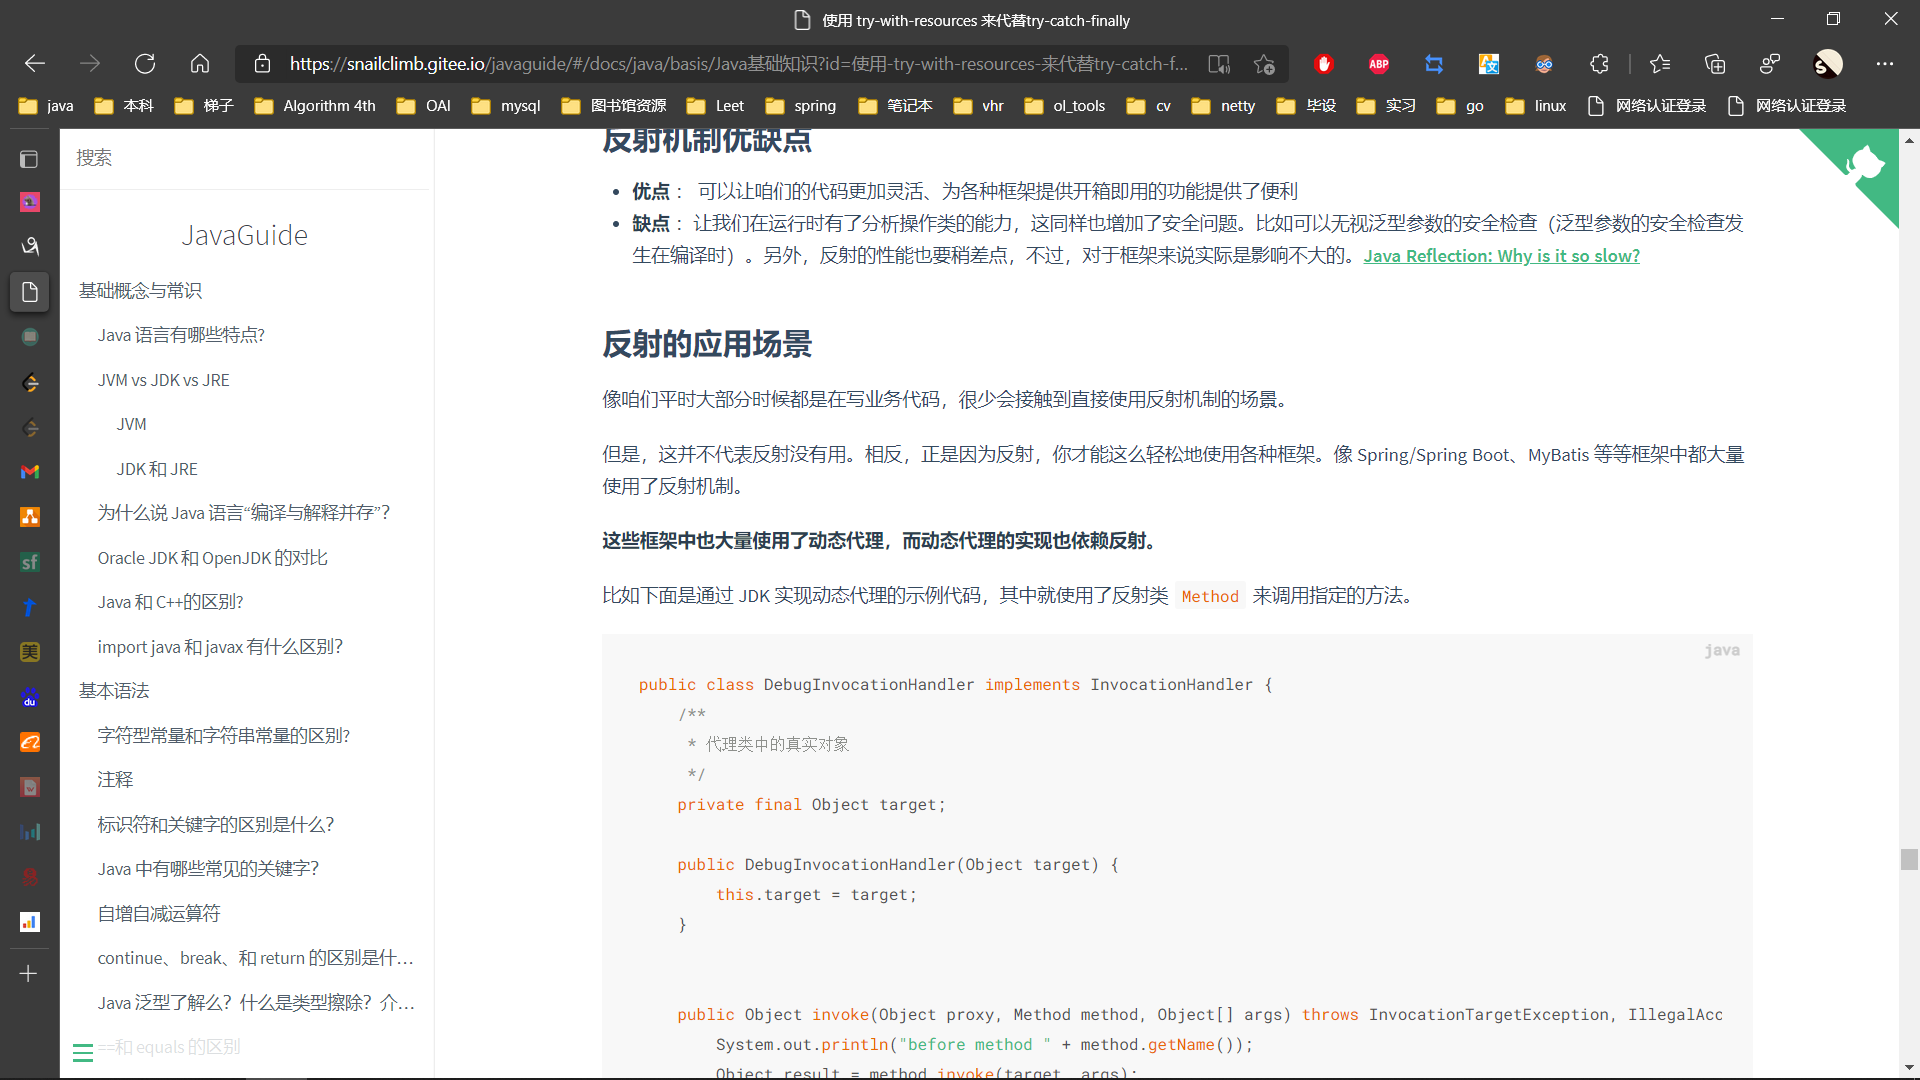 使用 try-with-resources 来代替try-catch-finally
https://snailclimb.gitee.io/javaguide/#/docs/java/basis/Java基础知识?id=使用-try-with-resources-来代替try-catch-f...
ABP
java 本科 梯子 Algorithm 4th OAI mysql 图书馆资源 Leet spring 笔记本 vhr ol_tools cv netty 毕设 实习 go linux 网络认证登录 网络认证登录
搜索
JavaGuide
基础概念与常识
Java 语言有哪些特点?
JVM vs JDK vs JRE
JVM
JDK 和 JRE
为什么说 Java 语言“编译与解释并存”？
Oracle JDK 和 OpenJDK 的对比
Java 和 C++的区别?
import java 和 javax 有什么区别？
基本语法
字符型常量和字符串常量的区别?
注释
标识符和关键字的区别是什么？
Java 中有哪些常见的关键字？
自增自减运算符
continue、break、和 return 的区别是什…
Java 泛型了解么？什么是类型擦除？介…
==和 equals 的区别
sf
美
du
反射机制优缺点
优点 ： 可以让咱们的代码更加灵活、为各种框架提供开箱即用的功能提供了便利
缺点 ：让我们在运行时有了分析操作类的能力，这同样也增加了安全问题。比如可以无视泛型参数的安全检查（泛型参数的安全检查发
生在编译时）。另外，反射的性能也要稍差点，不过，对于框架来说实际是影响不大的。Java Reflection: Why is it so slow?
反射的应用场景
像咱们平时大部分时候都是在写业务代码，很少会接触到直接使用反射机制的场景。
但是，这并不代表反射没有用。相反，正是因为反射，你才能这么轻松地使用各种框架。像 Spring/Spring Boot、MyBatis 等等框架中都大量
使用了反射机制。
这些框架中也大量使用了动态代理，而动态代理的实现也依赖反射。
比如下面是通过 JDK 实现动态代理的示例代码，其中就使用了反射类 Method 来调用指定的方法。
java
public class DebugInvocationHandler implements InvocationHandler {
/**
* 代理类中的真实对象
*/
private final Object target;
public DebugInvocationHandler(Object target) {
this.target = target;
}
public Object invoke(Object proxy, Method method, Object[] args) throws InvocationTargetException, IllegalAcc
System.out.println("before method " + method.getName());
Object result = method.invoke(target, args);